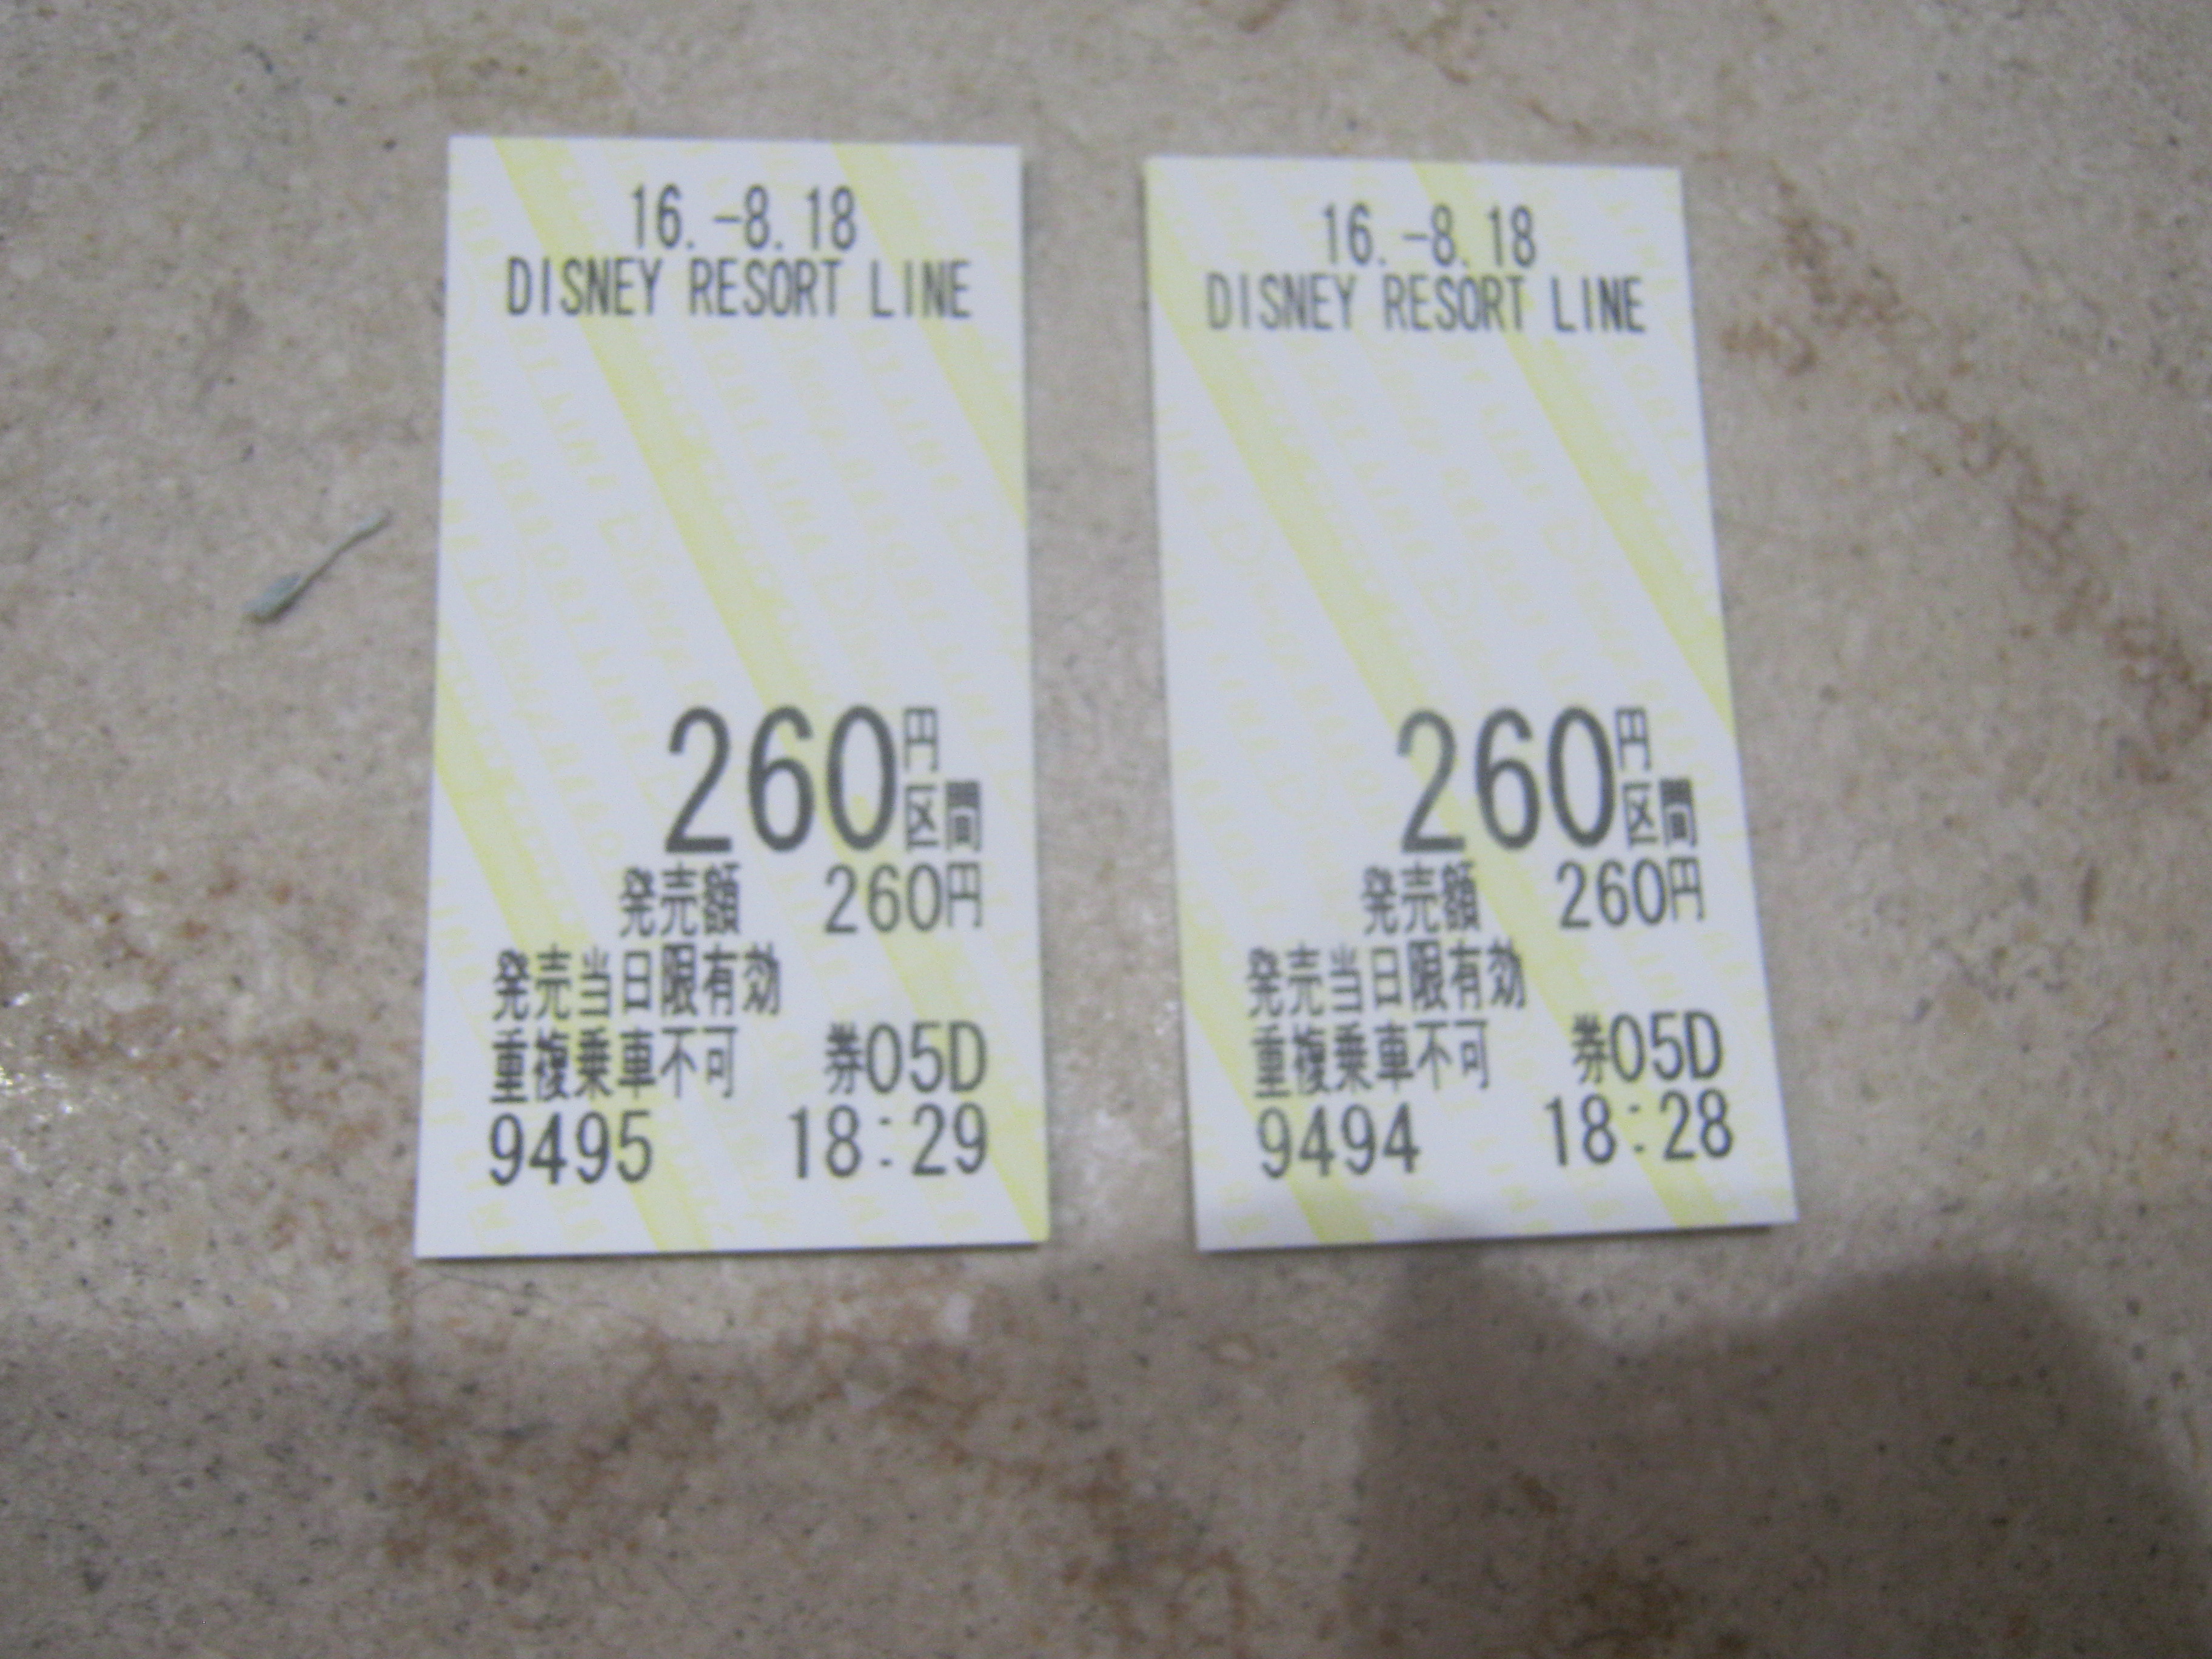 16.-8.18
DISNEY RESORT LINE
260円区間
発売額 260円
発売当日限有効
重複乗車不可 券05D
9495 18:29
16.-8.18
DISNEY RESORT LINE
260円区間
発売額 260円
発売当日限有効
重複乗車不可 券05D
9494 18:28